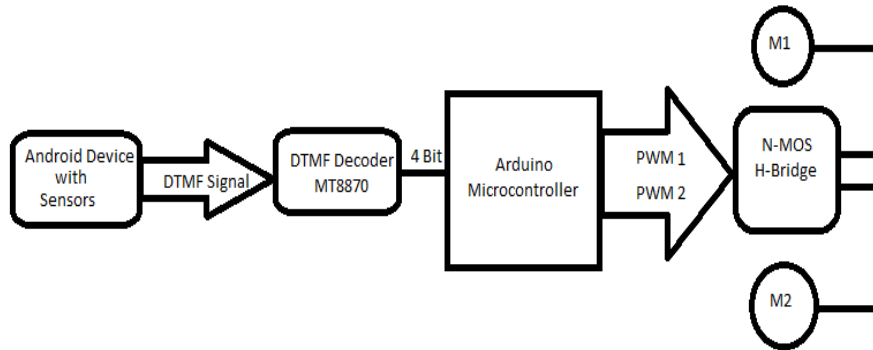 Android Device
with
Sensors
DTMF Signal
DTMF Decoder
MT8870
4 Bit
Arduino
Microcontroller
PWM 1
PWM 2
N-MOS
H-Bridge
M1
M2